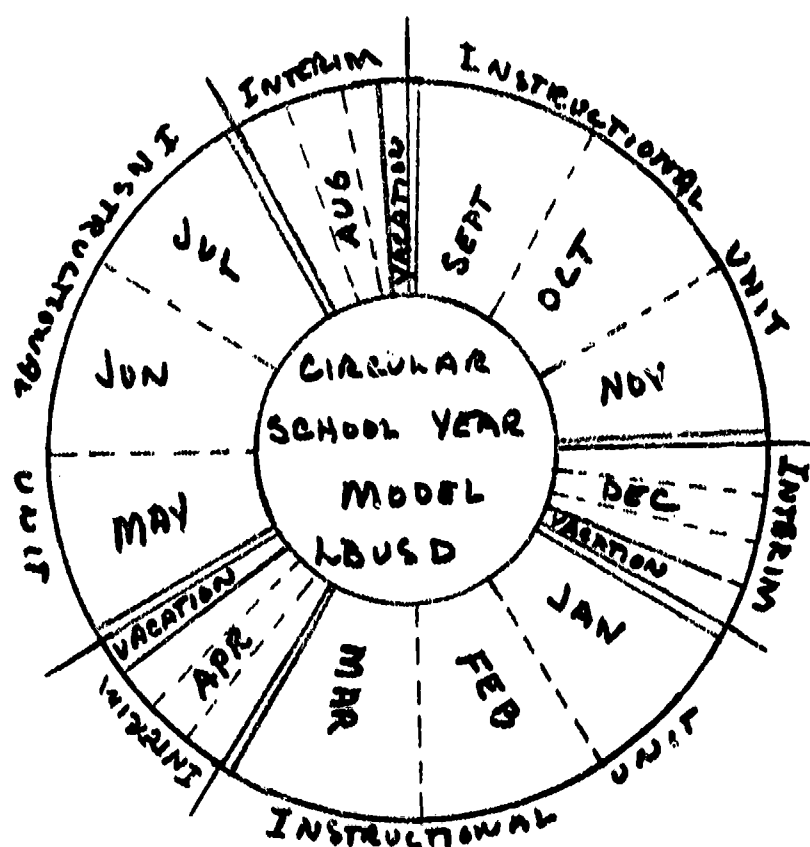 CIRCULAR
SCHOOL YEAR
MODEL
LBUSD
INSTRUCTIONAL UNIT
SEPT
OCT
NOV
INTERIM
DEC
VACATION
INSTRUCTIONAL UNIT
JAN
FEB
MAR
INTERIM
APR
VACATION
INSTRUCTIONAL UNIT
MAY
JUN
JUL
INTERIM
AUG
VACATION